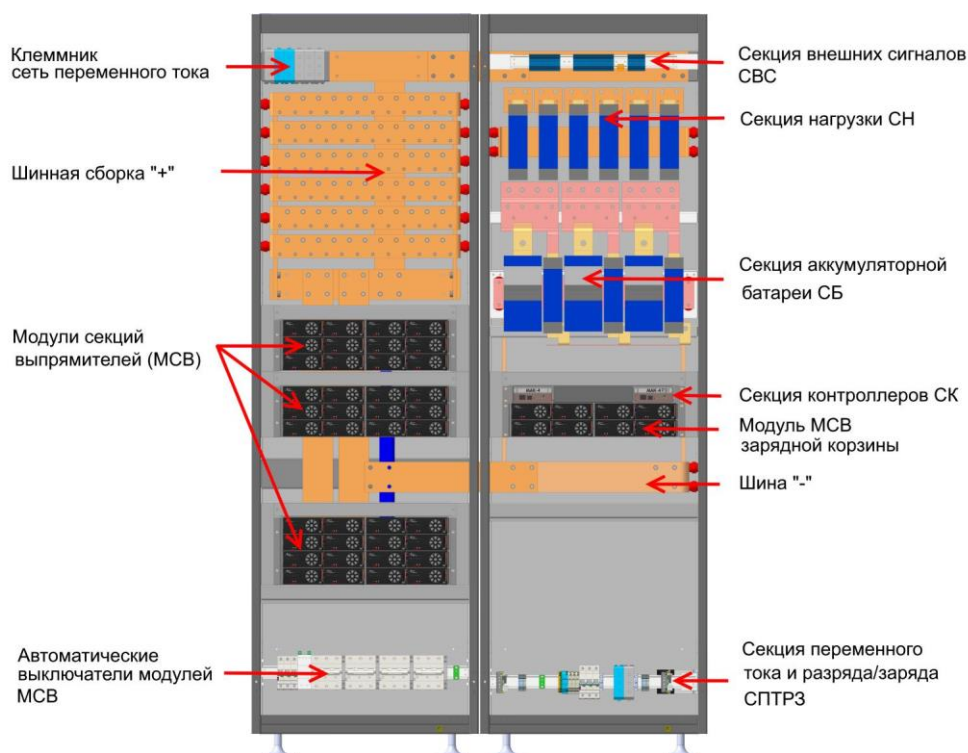 Клеммник
сеть переменного тока
Шинная сборка "+"
Модули секций
выпрямителей (МСВ)
Автоматические
выключатели модулей
МСВ
Секция внешних сигналов
СВС
Секция нагрузки СН
Секция аккумуляторной
батареи СБ
Секция контроллеров СК
Модуль МСВ
зарядной корзины
Шина "-"
Секция переменного
тока и разряда/заряда
СПТРЗ